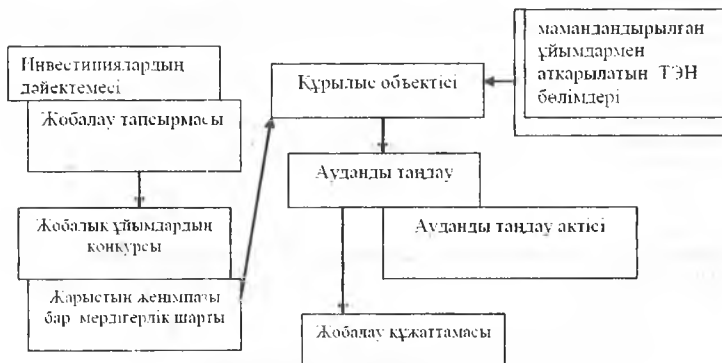 Инвестициялардың
дәйектемесі
Жобалау тапсырмасы
Жобалық ұйымдардың
конкурсы
Жарыстың жеңімпазы
бар мердігерлік шарты
Құрылыс объектісі
мамандандырылған
ұйымдармен
атқарылатын ТЭН
бөлімдері
Ауданды таңдау
Ауданды таңдау актісі
Жобалау құжаттамасы